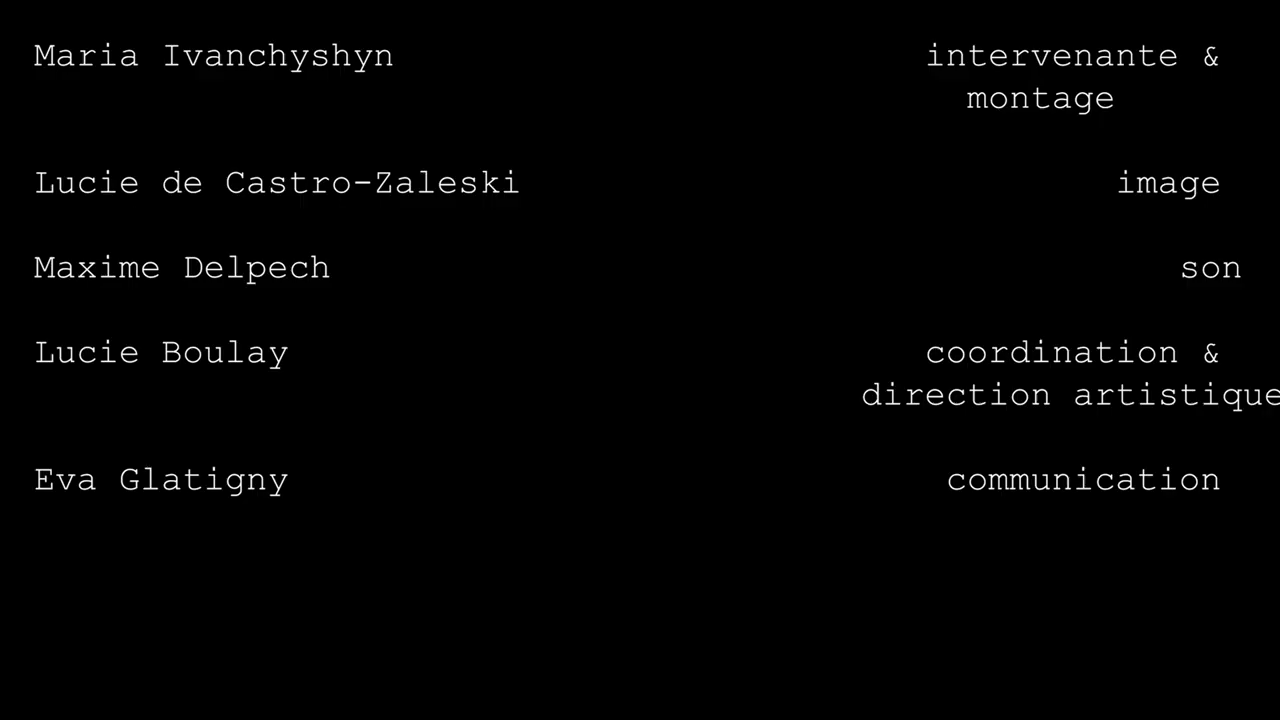 Maria Ivanchyshyn intervenante &
montage
Lucie de Castro-Zaleski image
Maxime Delpech son
Lucie Boulay coordination &
direction artistique
Eva Glatigny communication